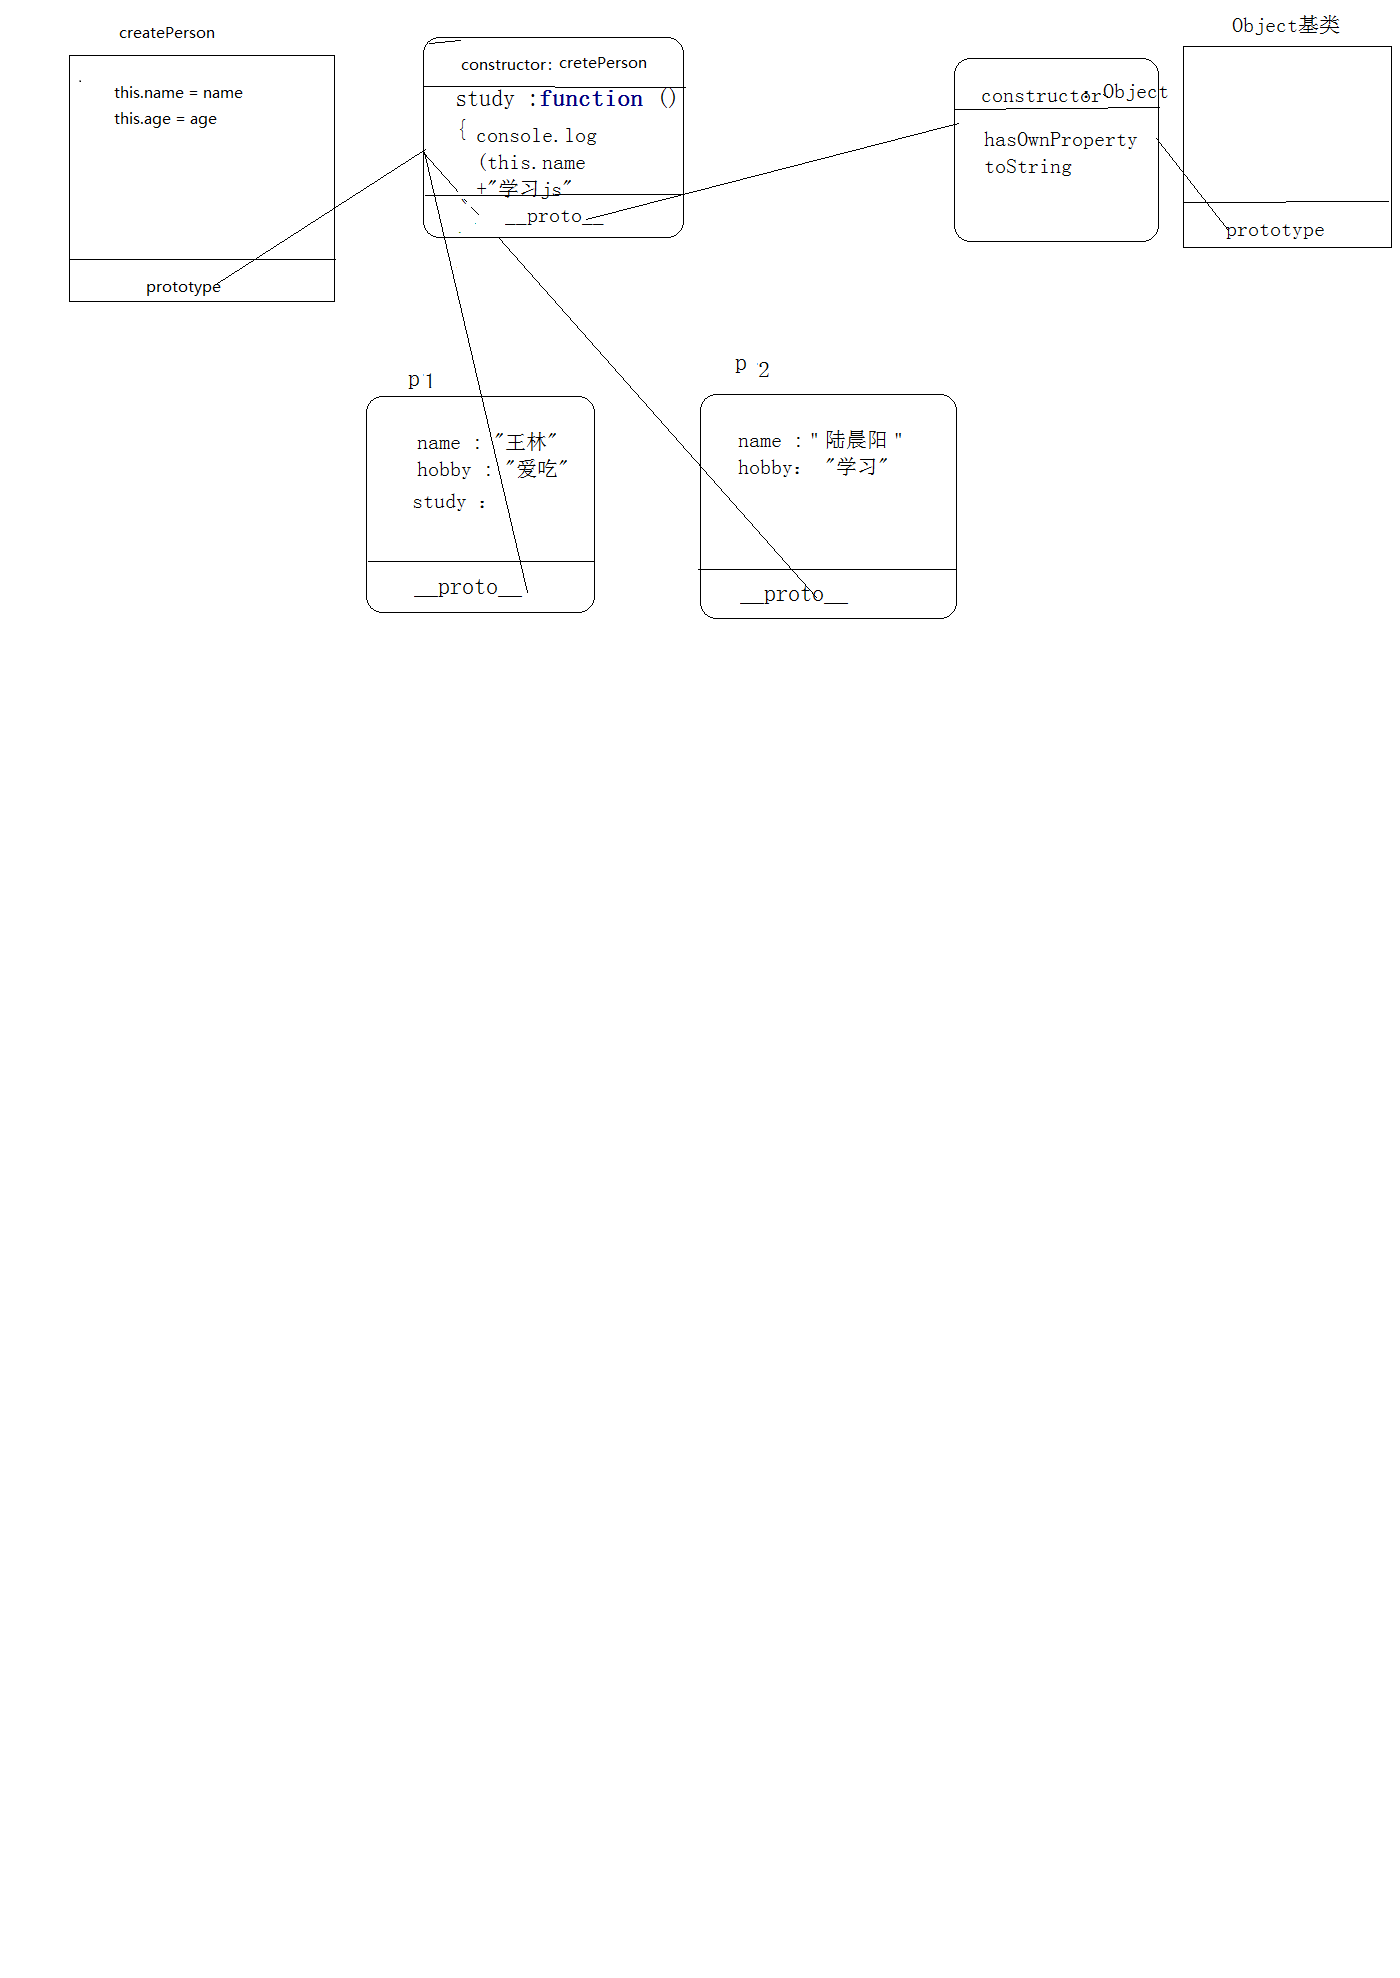 createPerson
this.name = name
this.age = age
prototype
constructor: cretePerson
study :function ()
{ console.log
(this.name
+"学习js"
__proto__
constructor: Object
hasOwnProperty
toString
Object基类
prototype
p1
name : "王林"
hobby : "爱吃"
study :
__proto__
p 2
name : " 陆晨阳 "
hobby: "学习"
__proto__